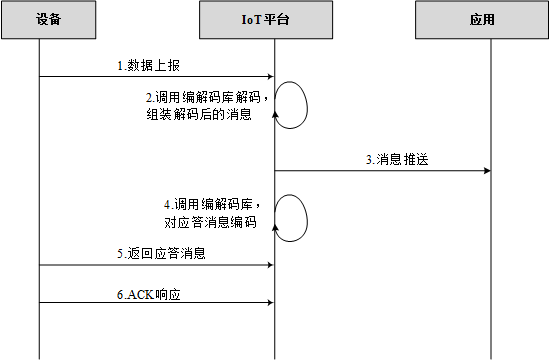 设备
IoT平台
应用
1.数据上报
2.调用编解码库解码，
组装解码后的消息
3.消息推送
4.调用编解码库，
对应答消息编码
5.返回应答消息
6.ACK响应